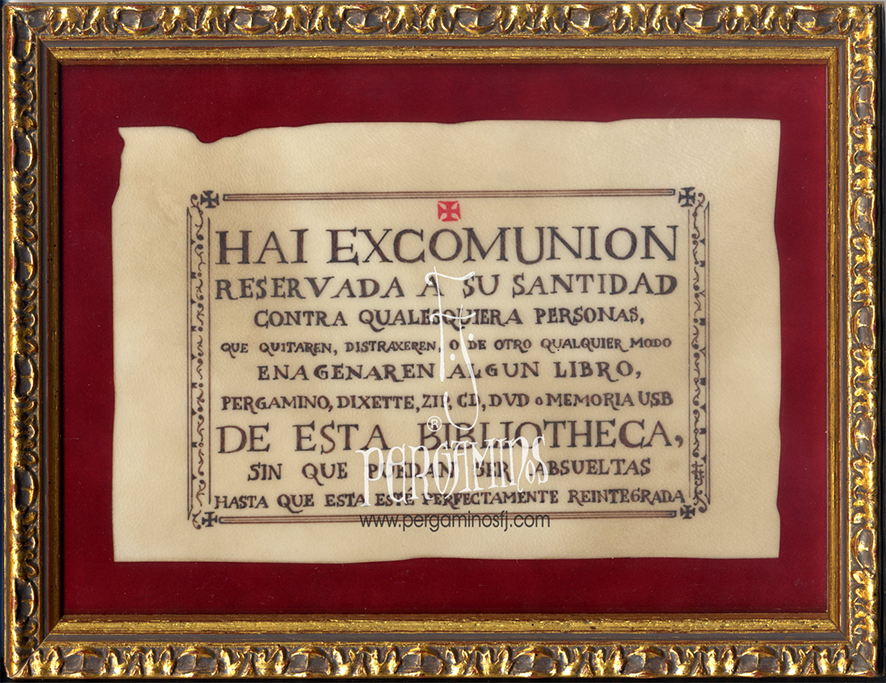 HAI EXCOMUNION
RESERVADA A SU SANTIDAD
CONTRA QUALESQUIERA PERSONAS,
QUE QUITAREN, DISTRAXEREN, O DE OTRO QUALQUIER MODO
ENAGENAREN ALGUN LIBRO,
PERGAMINO, DIXETTE, ZIP, CD, DVD o MEMORIA USB
DE ESTA BIBLIOTHECA,
SIN QUE PUEDAN SER ABSUELTAS
HASTA QUE ESTA ESTÉ PERFECTAMENTE REINTEGRADA
FJ
® PERGAMINOS
www.pergaminosfj.com